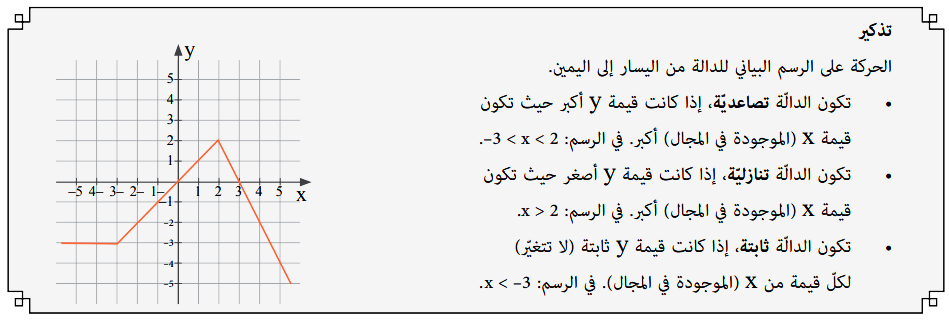 تذكير
الحركة على الرسم البياني للدالة من اليسار إلى اليمين.
• تكون الدالّة تصاعديّة، إذا كانت قيمة y أكبر حيث تكون
قيمة x (الموجودة في المجال) أكبر. في الرسم: –3 < x < 2.
• تكون الدالّة تنازليّة، إذا كانت قيمة y أصغر حيث تكون
قيمة x (الموجودة في المجال) أكبر. في الرسم: x > 2.
• تكون الدالّة ثابتة، إذا كانت قيمة y ثابتة (لا تتغيّر)
لكلّ قيمة من x (الموجودة في المجال). في الرسم: x < –3.
y
5
4
3
2
1
–5 4– 3– 2– 1– 1 2 3 4 5
x
–1
–2
–3
–4
–5